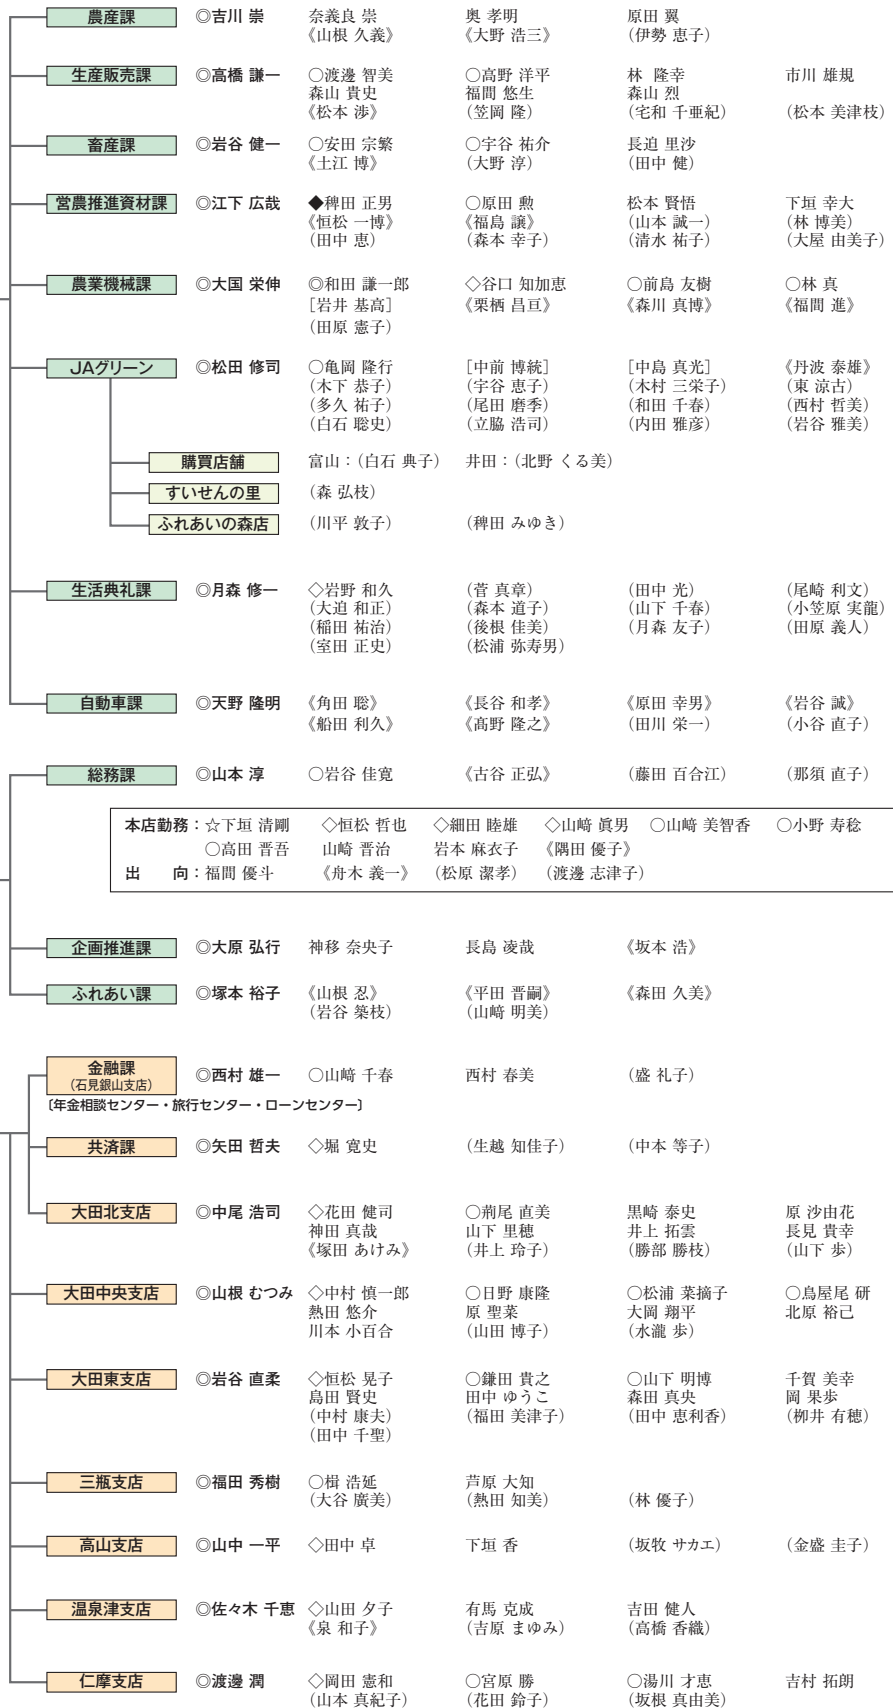 農産課 ◎吉川 崇 奈義良 崇 奥 孝明 原田 翼
《山根 久義》 《大野 浩三》 (伊勢 恵子)
生産販売課 ◎高橋 謙一 ○渡邊 智美 ○高野 洋平 林 隆幸 市川 雄規
森山 貴史 福間 悠生 森山 烈
《松本 渉》 (笠岡 隆) (宅和 千亜紀) (松本 美津枝)
畜産課 ◎岩谷 健一 ○安田 宗繁 ○宇谷 祐介 長迫 里沙
《土江 博》 (大野 淳) (田中 健)
営農推進資材課 ◎江下 広哉 ◆稗田 正男 ○原田 勲 松本 賢悟 下垣 幸大
《恒松 一博》 《福島 譲》 (山本 誠一) (林 博美)
(田中 恵) (森本 幸子) (清水 祐子) (大屋 由美子)
農業機械課 ◎大国 栄伸 ◎和田 謙一郎 ◇谷口 知加恵 ○前島 友樹 ○林 真
[岩井 基高] 《栗栖 昌亘》 《森川 真博》 《福間 進》
(田原 憲子)
JAグリーン ◎松田 修司 ○亀岡 隆行 [中前 博統] [中島 真光] 《丹波 泰雄》
(木下 恭子) (宇谷 恵子) (木村 三栄子) (東 涼古)
(多久 祐子) (尾田 磨季) (和田 千春) (西村 哲美)
(白石 聡史) (立脇 浩司) (内田 雅彦) (岩谷 雅美)
購買店舗 富山：(白石 典子) 井田：(北野 くる美)
すいせんの里 (森 弘枝)
ふれあいの森店 (川平 敦子) (稗田 みゆき)
生活典礼課 ◎月森 修一 ◇岩野 和久 (菅 真章) (田中 光) (尾崎 利文)
(大迫 和正) (森本 道子) (山下 千春) (小笠原 実龍)
(稲田 祐治) (後根 佳美) (月森 友子) (田原 義人)
(室田 正史) (松浦 弥寿男)
自動車課 ◎天野 隆明 《角田 聡》 《長谷 和孝》 《原田 幸男》 《岩谷 誠》
《船田 利久》 《髙野 隆之》 (田川 栄一) (小谷 直子)
総務課 ◎山本 淳 ○岩谷 佳寛 《古谷 正弘》 (藤田 百合江) (那須 直子)
本店勤務：☆下垣 清剛 ◇恒松 哲也 ◇細田 睦雄 ◇山﨑 眞男 ○山﨑 美智香 ○小野 寿稔
○高田 晋吾 山崎 晋治 岩本 麻衣子 《隅田 優子》
出 向：福間 優斗 《舟木 義一》 (松原 潔孝) (渡邊 志津子)
企画推進課 ◎大原 弘行 神移 奈央子 長島 凌哉 《坂本 浩》
ふれあい課 ◎塚本 裕子 《山根 忍》 《平田 晋嗣》 《森田 久美》
(岩谷 築枝) (山﨑 明美)
金融課 ◎西村 雄一 ○山﨑 千春 西村 春美 (盛 礼子)
(石見銀山支店)
〔年金相談センター・旅行センター・ローンセンター〕
共済課 ◎矢田 哲夫 ◇堀 寛史 (生越 知佳子) (中本 等子)
大田北支店 ◎中尾 浩司 ◇花田 健司 ○荊尾 直美 黒崎 泰史 原 沙由花
神田 真哉 山下 里穂 井上 拓雲 長見 貴幸
《塚田 あけみ》 (井上 玲子) (勝部 勝枝) (山下 歩)
大田中央支店 ◎山根 むつみ ◇中村 慎一郎 ○日野 康隆 ○松浦 菜摘子 ○鳥屋尾 研
熱田 悠介 原 聖菜 大岡 翔平 北原 裕己
川本 小百合 (山田 博子) (水瀧 歩)
大田東支店 ◎岩谷 直柔 ◇恒松 晃子 ○鎌田 貴之 ○山下 明博 千賀 美幸
島田 賢史 田中 ゆうこ 森田 真央 岡 果歩
(中村 康夫) (福田 美津子) (田中 恵利香) (栁井 有穂)
(田中 千聖)
三瓶支店 ◎福田 秀樹 ○楫 浩延 芦原 大知
(大谷 廣美) (熱田 知美) (林 優子)
高山支店 ◎山中 一平 ◇田中 卓 下垣 香 (坂牧 サカエ) (金盛 圭子)
温泉津支店 ◎佐々木 千恵 ◇山田 夕子 有馬 克成 吉田 健人
《泉 和子》 (吉原 まゆみ) (高橋 香織)
仁摩支店 ◎渡邊 潤 ◇岡田 憲和 ○宮原 勝 ○湯川 才恵 吉村 拓朗
(山本 真紀子) (花田 鈴子) (坂根 真由美)